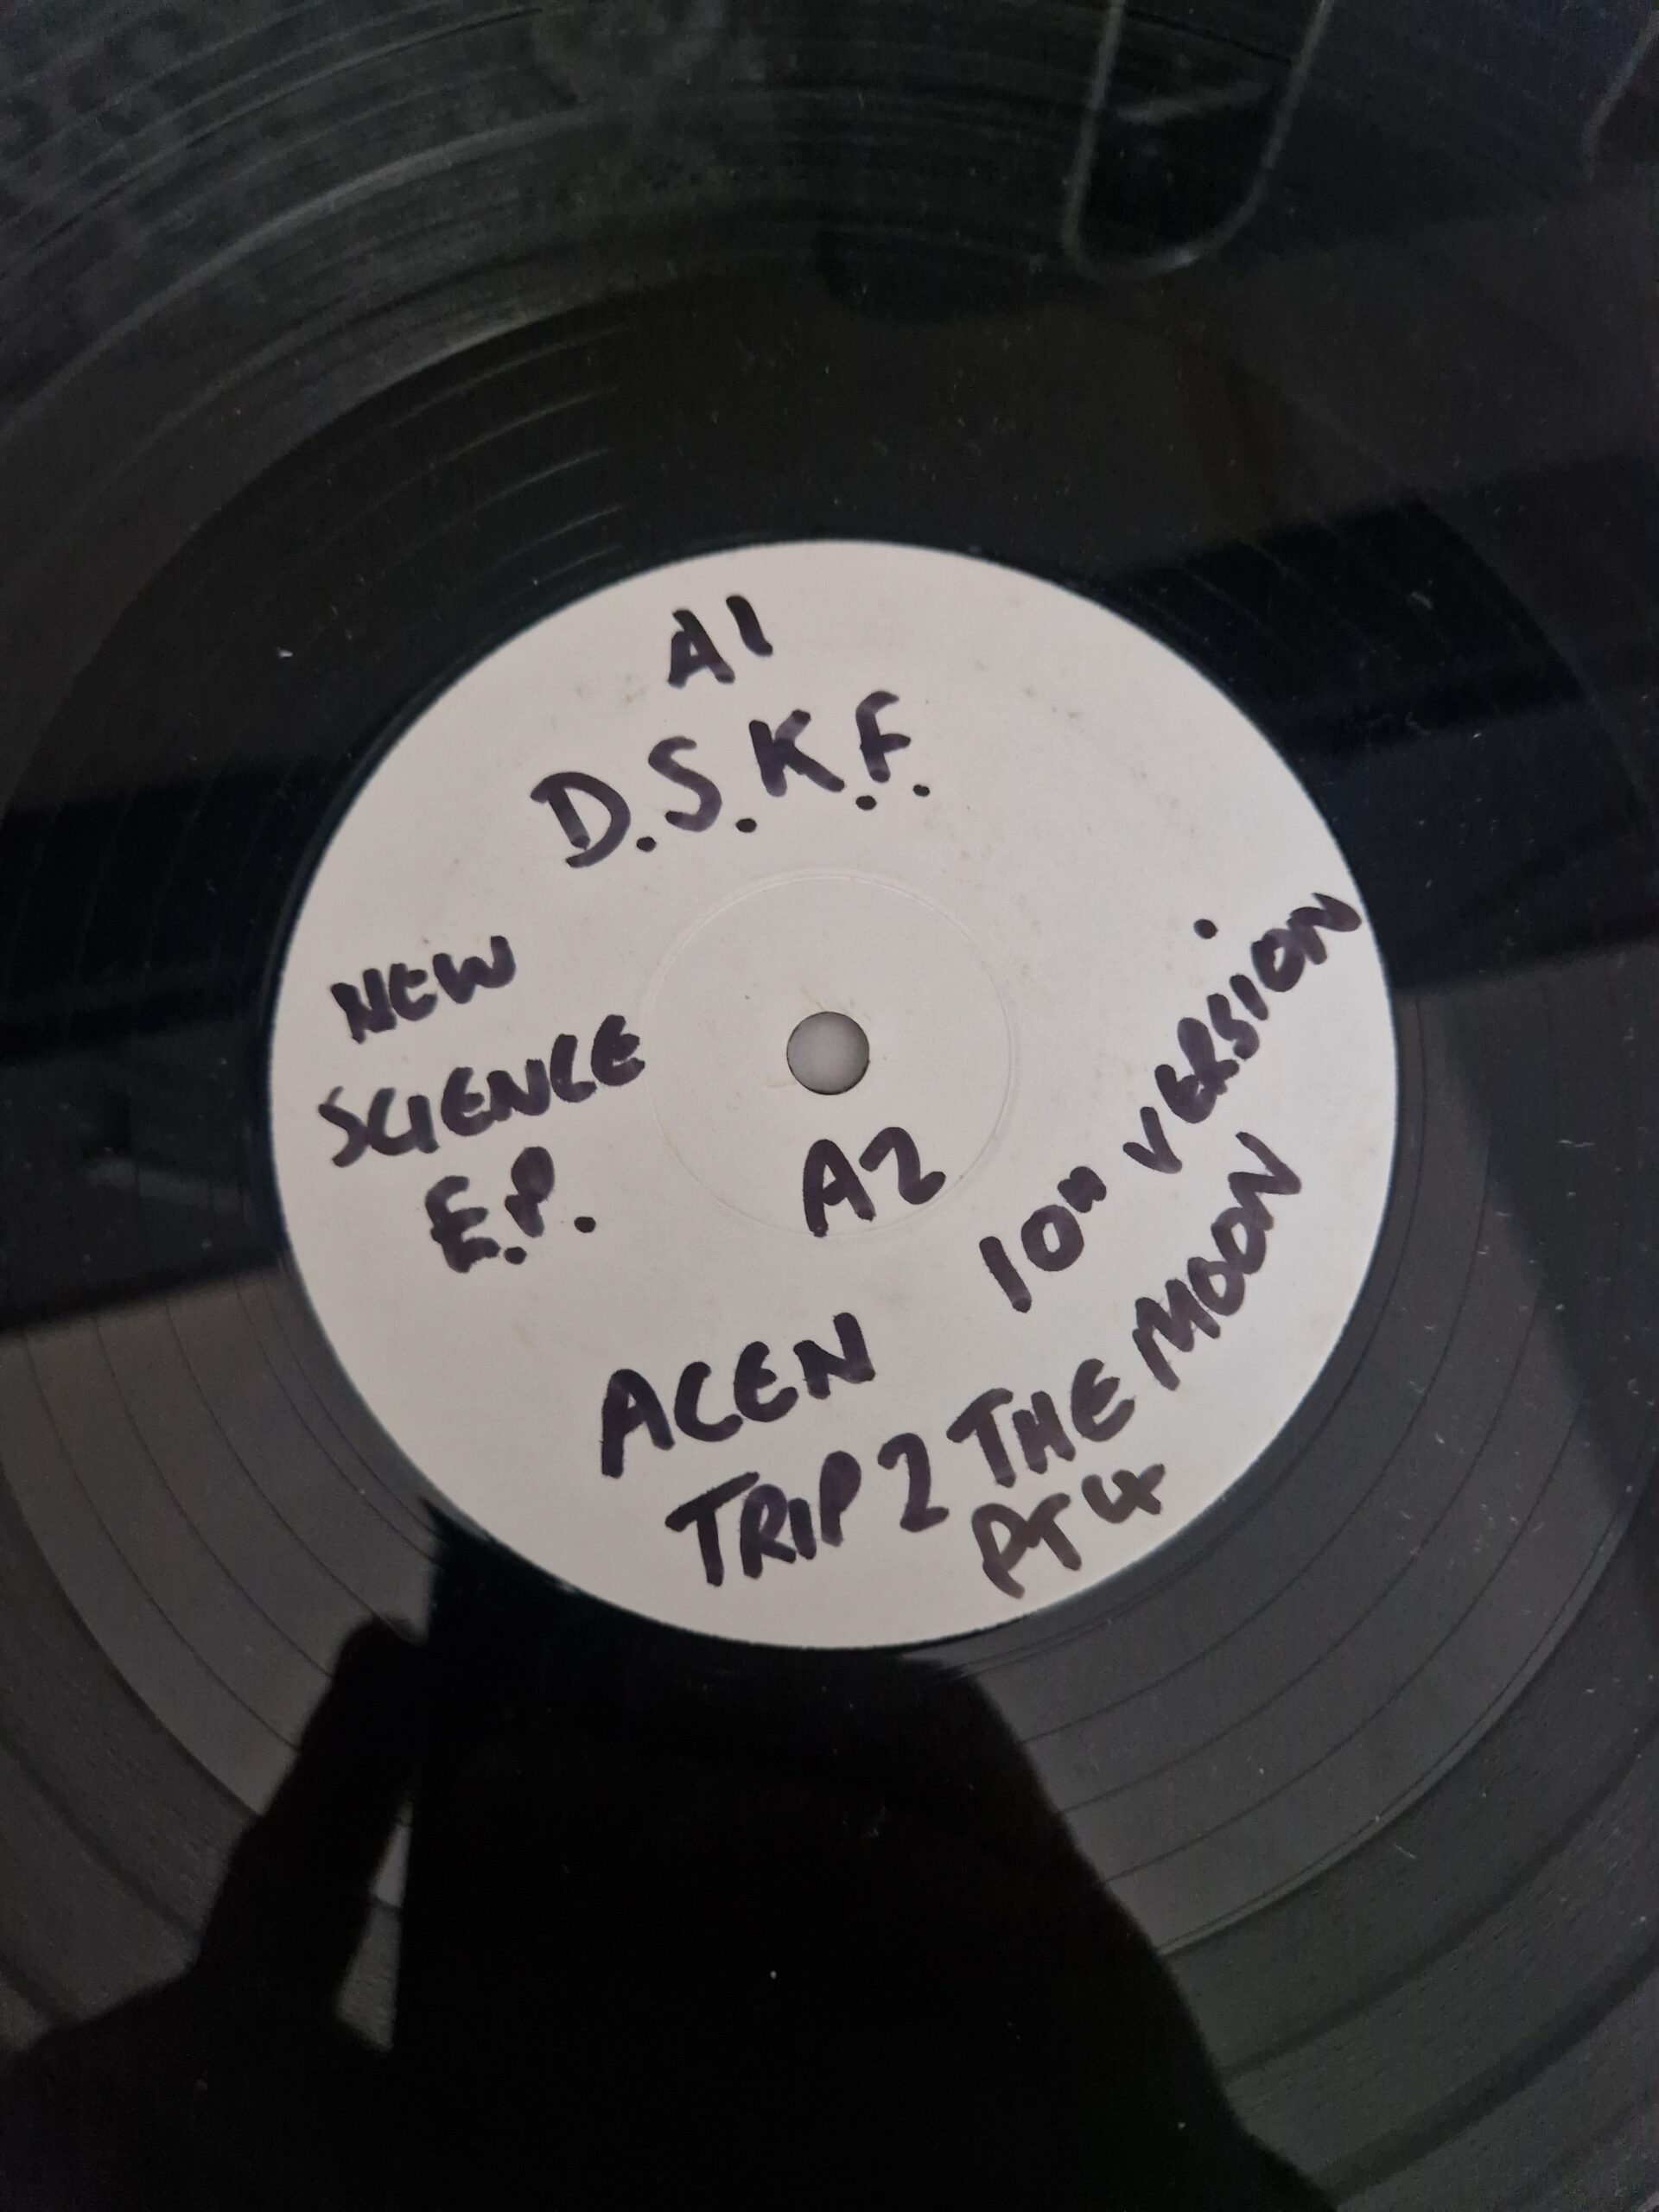 A1
D.S.K.F.
NEW
SCIENCE
E.P.
A2
10" VERSION
ACEN
TRIP 2 THE MOON
PT 4